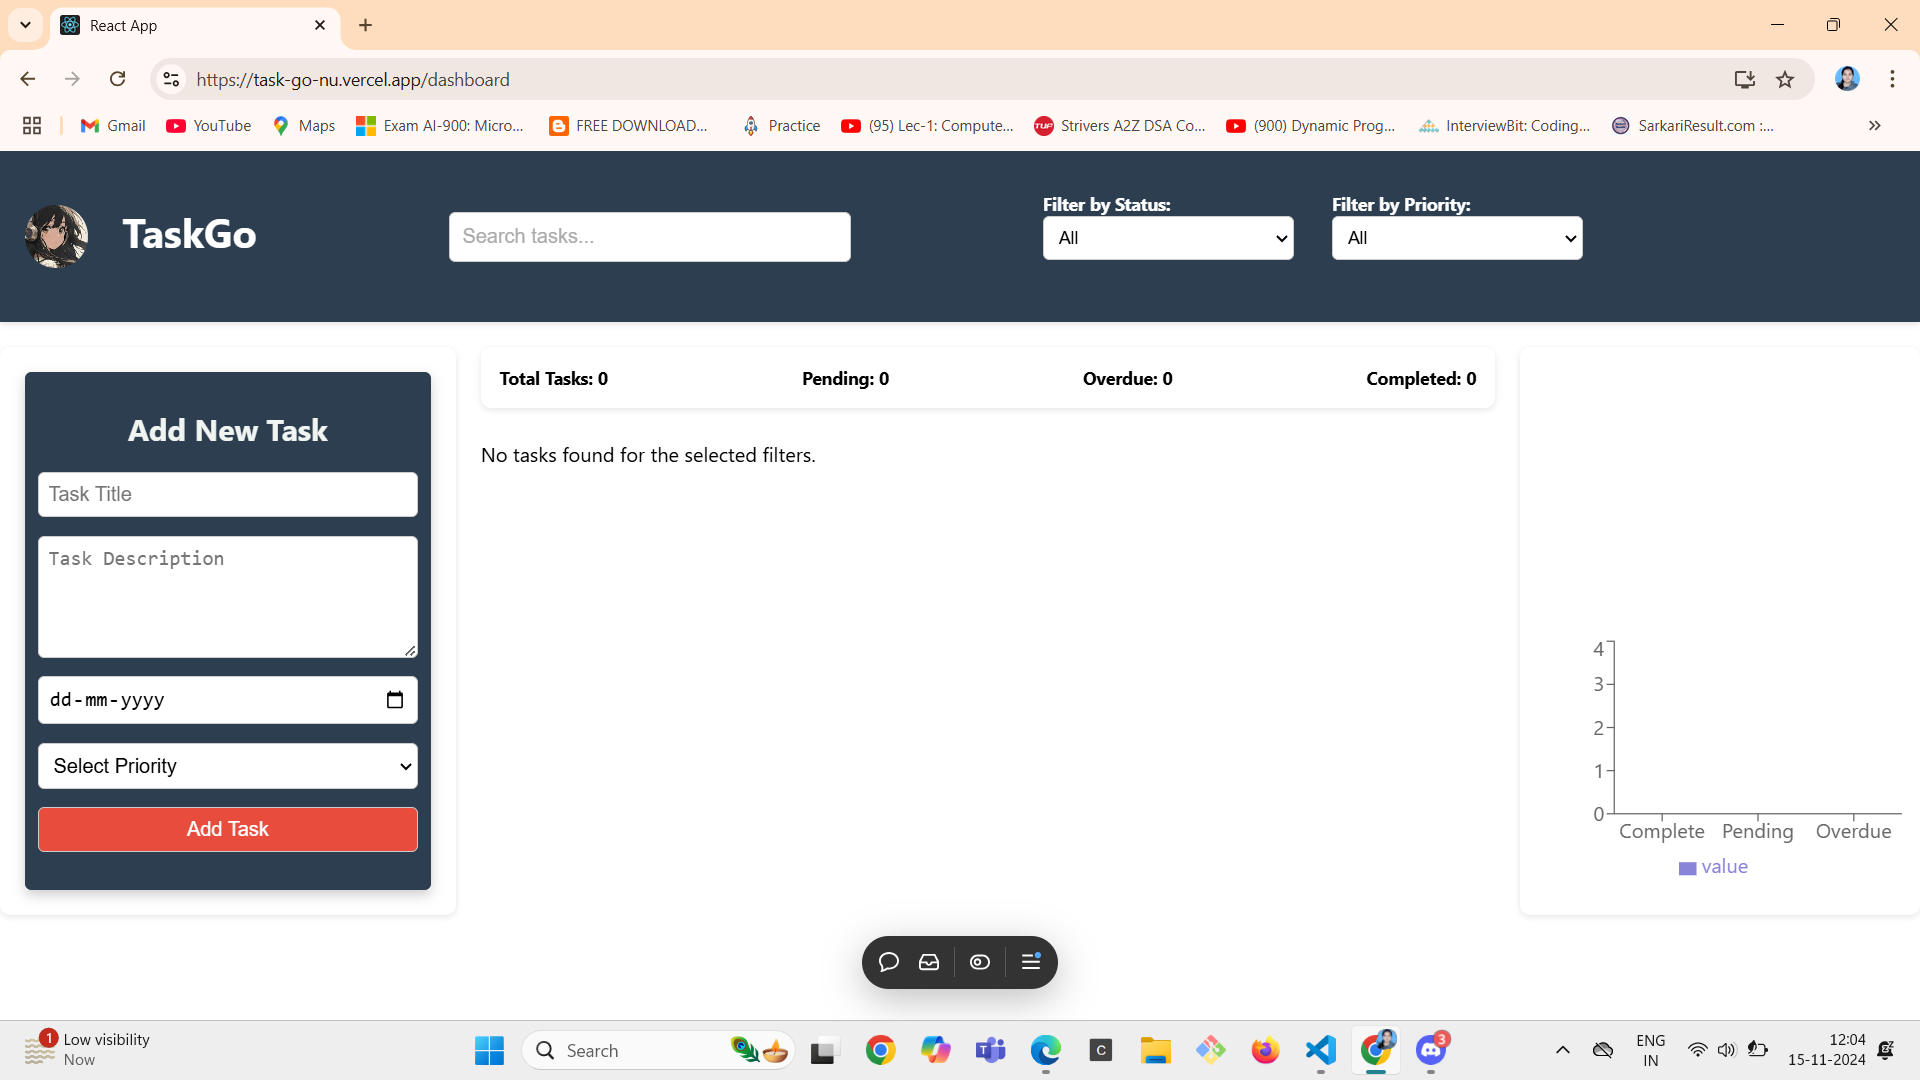 React App
https://task-go-nu.vercel.app/dashboard
Gmail YouTube Maps Exam AI-900: Micro... FREE DOWNLOAD... Practice (95) Lec-1: Compute... Strivers A2Z DSA Co... (900) Dynamic Prog... InterviewBit: Coding... SarkariResult.com :...
TaskGo
Search tasks...
Filter by Status:
All
Filter by Priority:
All
Add New Task
Task Title
Task Description
dd-mm-yyyy
Select Priority
Add Task
Total Tasks: 0 Pending: 0 Overdue: 0 Completed: 0
No tasks found for the selected filters.
4
3
2
1
0
Complete Pending Overdue
value
1
Low visibility
Now
Search
TUF
C
3
ENG
IN
12:04
15-11-2024